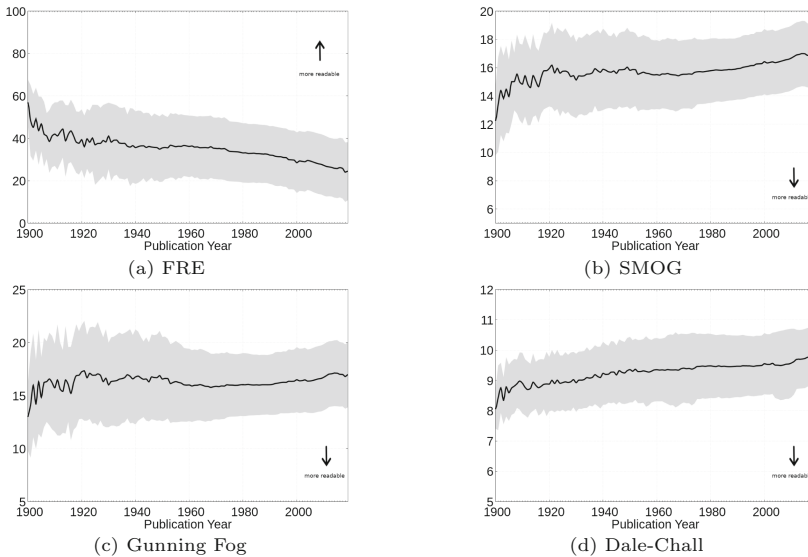 100
80
60
40
20
0
more readable
1900 1920 1940 1960 1980 2000
Publication Year
(a) FRE
20
18
16
14
12
10
8
6
more readabl
1900 1920 1940 1960 1980 2000
Publication Year
(b) SMOG
25
20
15
10
5
more readable
1900 1920 1940 1960 1980 2000
Publication Year
(c) Gunning Fog
12
11
10
9
8
7
6
5
more readabl
1900 1920 1940 1960 1980 2000
Publication Year
(d) Dale-Chall